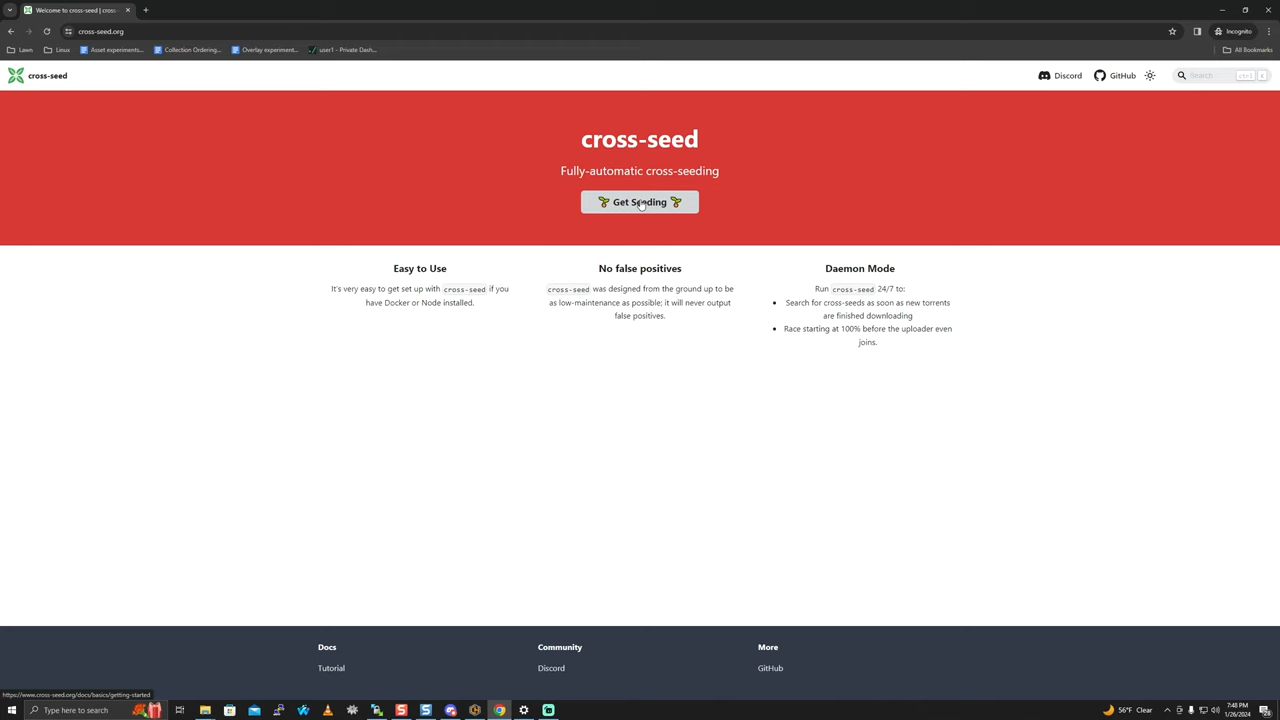 Welcome to cross-seed | cross-
cross-seed.org
Incognito
Lawn
Linux
Asset experiments...
Collection Ordering...
Overlay experiment...
user1 - Private Dash...
All Bookmarks
cross-seed
Discord
GitHub
Search
ctrl
K
cross-seed
Fully-automatic cross-seeding
Get Seeding
Easy to Use
It's very easy to get set up with cross-seed if you
have Docker or Node installed.
No false positives
cross-seed was designed from the ground up to be
as low-maintenance as possible; it will never output
false positives.
Daemon Mode
Run cross-seed 24/7 to:
Search for cross-seeds as soon as new torrents
are finished downloading
Race starting at 100% before the uploader even
joins.
Docs
Tutorial
Community
Discord
More
GitHub
https://www.cross-seed.org/docs/basics/getting-started
Type here to search
56°F Clear
7:48 PM
1/26/2024